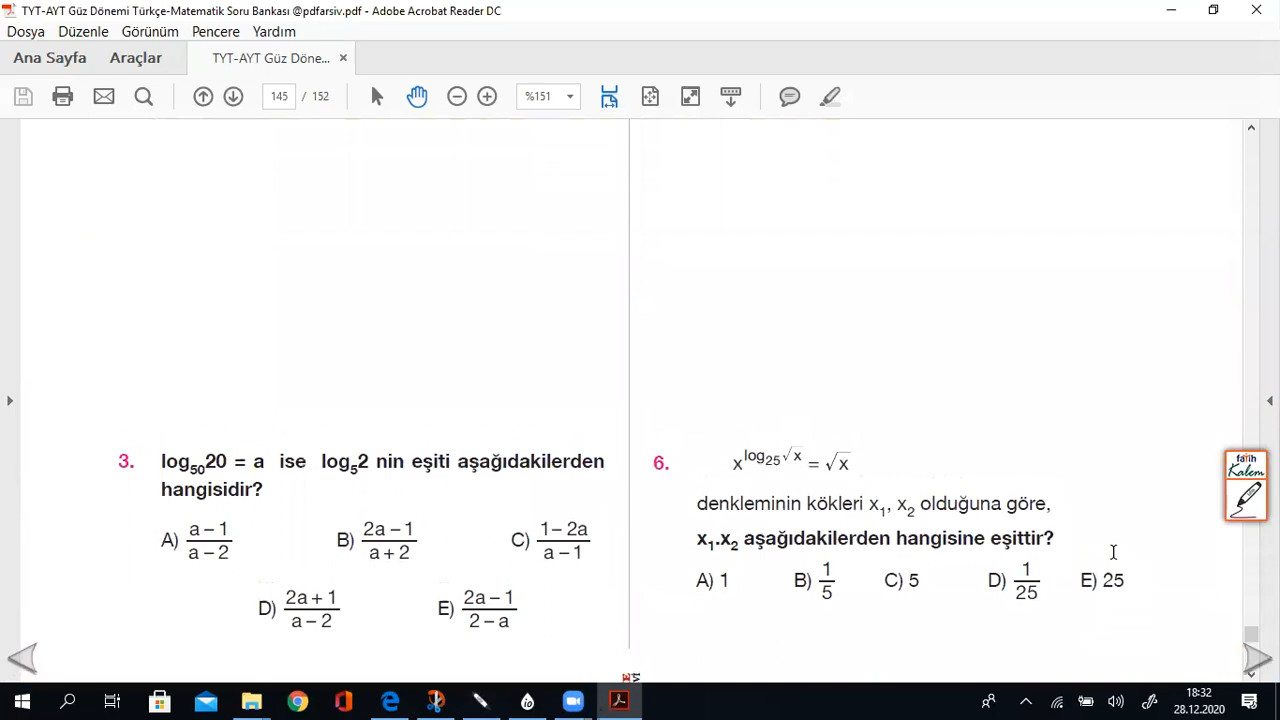 TYT-AYT Güz Dönemi Türkçe-Matematik Soru Bankası @pdfarsiv.pdf - Adobe Acrobat Reader DC
Dosya Düzenle Görünüm Pencere Yardım
Ana Sayfa Araçlar TYT-AYT Güz Döne... ×
145 / 152 %151
3. log₅₀20 = a ise log₅2 nin eşiti aşağıdakilerden
hangisidir?
A) (a − 1)/(a − 2) B) (2a − 1)/(a + 2) C) (1 − 2a)/(a − 1)
D) (2a + 1)/(a − 2) E) (2a − 1)/(2 − a)
6. x^(log₂₅√x) = √x
denkleminin kökleri x₁, x₂ olduğuna göre,
x₁.x₂ aşağıdakilerden hangisine eşittir?
A) 1 B) 1/5 C) 5 D) 1/25 E) 25
fatih
Kalem
18:32
28.12.2020